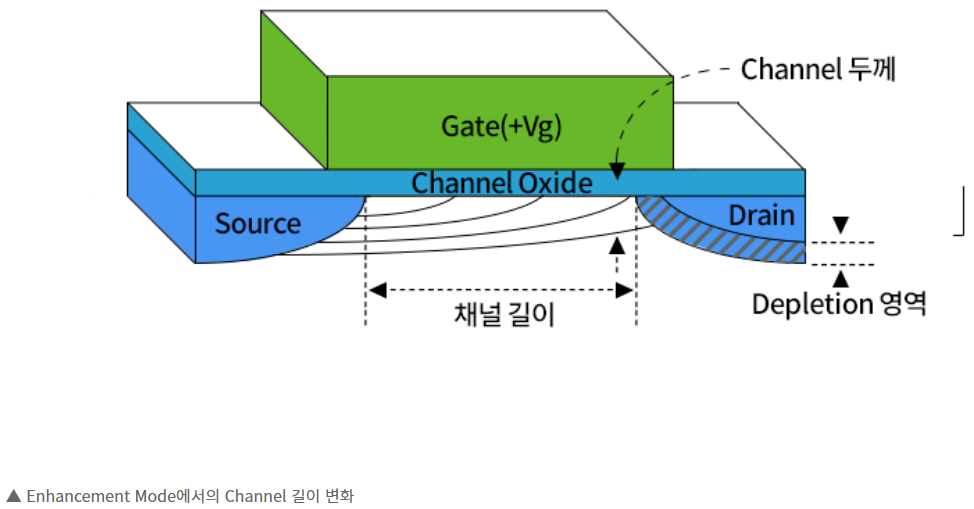 Channel 두께
Gate(+Vg)
Channel Oxide
Source
Drain
채널 길이
Depletion 영역
▲ Enhancement Mode에서의 Channel 길이 변화